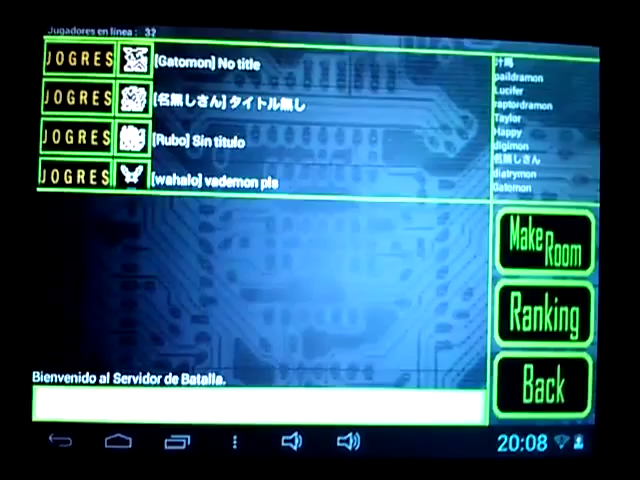 Jugadores en linea : 32
JOGRES [Gatomon] No title
JOGRES [名無しさん] タイトル無し
JOGRES [Rubo] Sin titulo
JOGRES [wahalo] vademon pls
paildramon
Lucifer
raptordramon
Taylor
Happy
digimon
名無しさん
diatrymon
Gatomon
Make Room
Ranking
Back
Bienvenido al Servidor de Batalla.
20:08